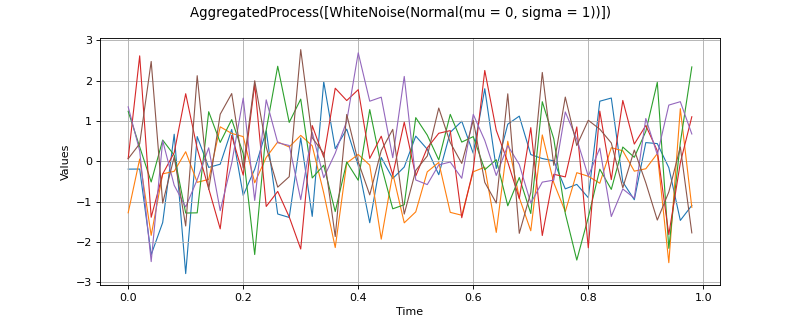 AggregatedProcess([WhiteNoise(Normal(mu = 0, sigma = 1))])
3
2
1
0
−1
−2
−3
Values
0.0 0.2 0.4 0.6 0.8 1.0
Time